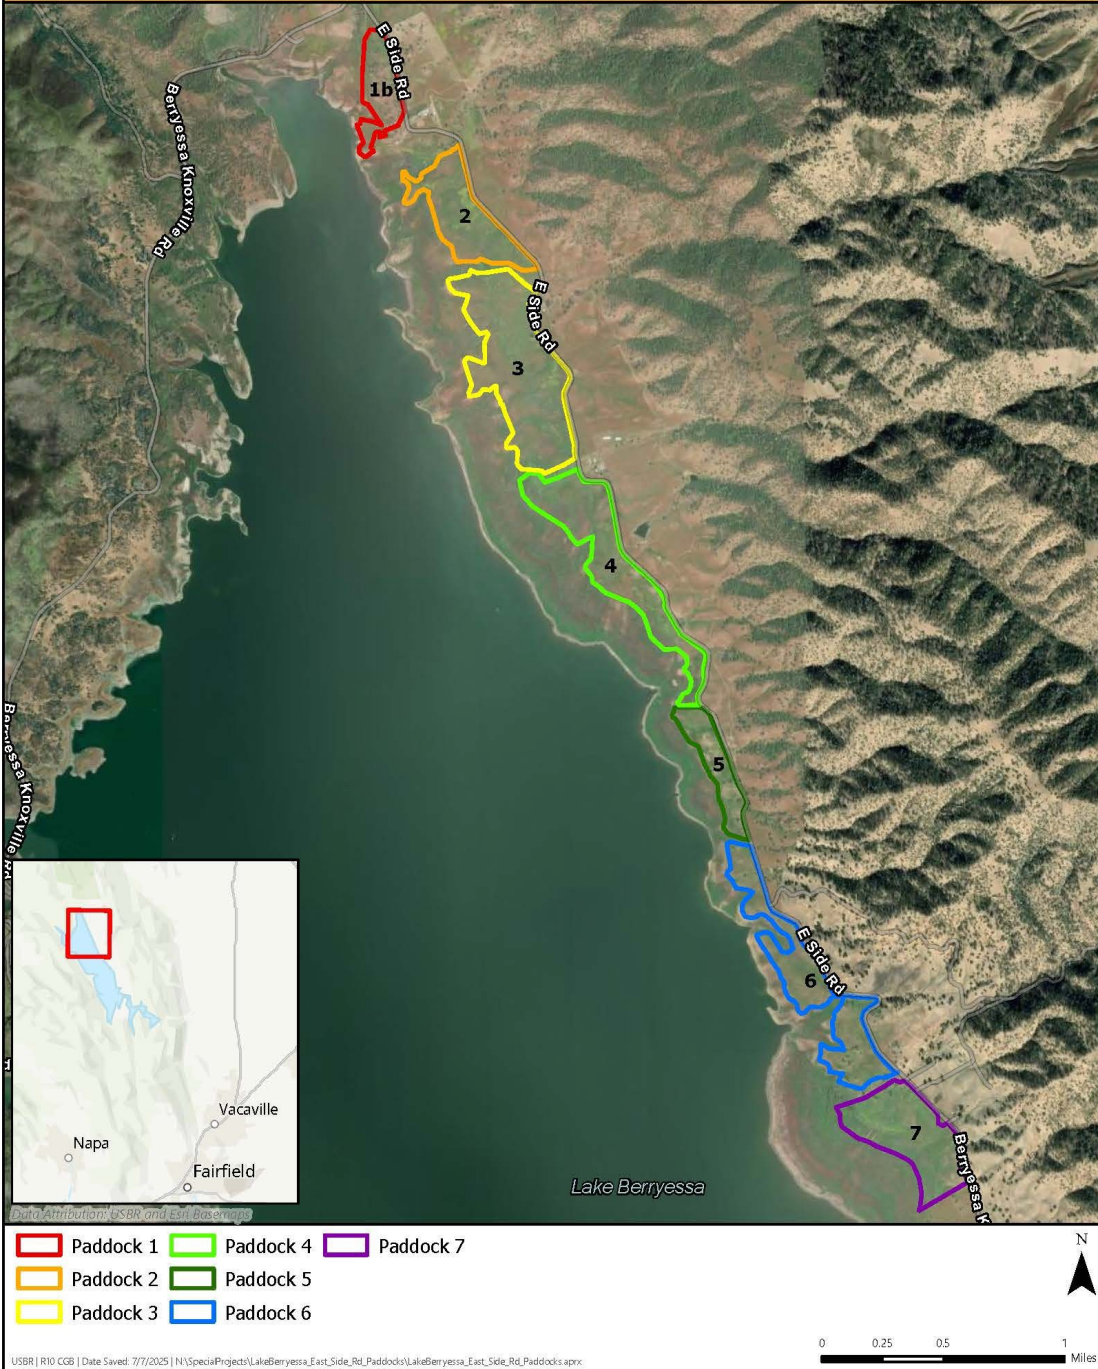 E Side Rd
1b
Berryessa Knoxville Rd
2
E Side Rd
3
4
Berryessa Knoxville Rd
5
E Side Rd
6
7
Berryessa K
Lake Berryessa
Vacaville
Napa
Fairfield
Data Attribution: USBR and Esri Basemaps
Paddock 1
Paddock 4
Paddock 7
Paddock 2
Paddock 5
Paddock 3
Paddock 6
N
0 0.25 0.5 1
Miles
USBR | R10 CGB | Date Saved: 7/7/2025 | N:\SpecialProjects\LakeBerryessa_East_Side_Rd_Paddocks\LakeBerryessa_East_Side_Rd_Paddocks.aprx